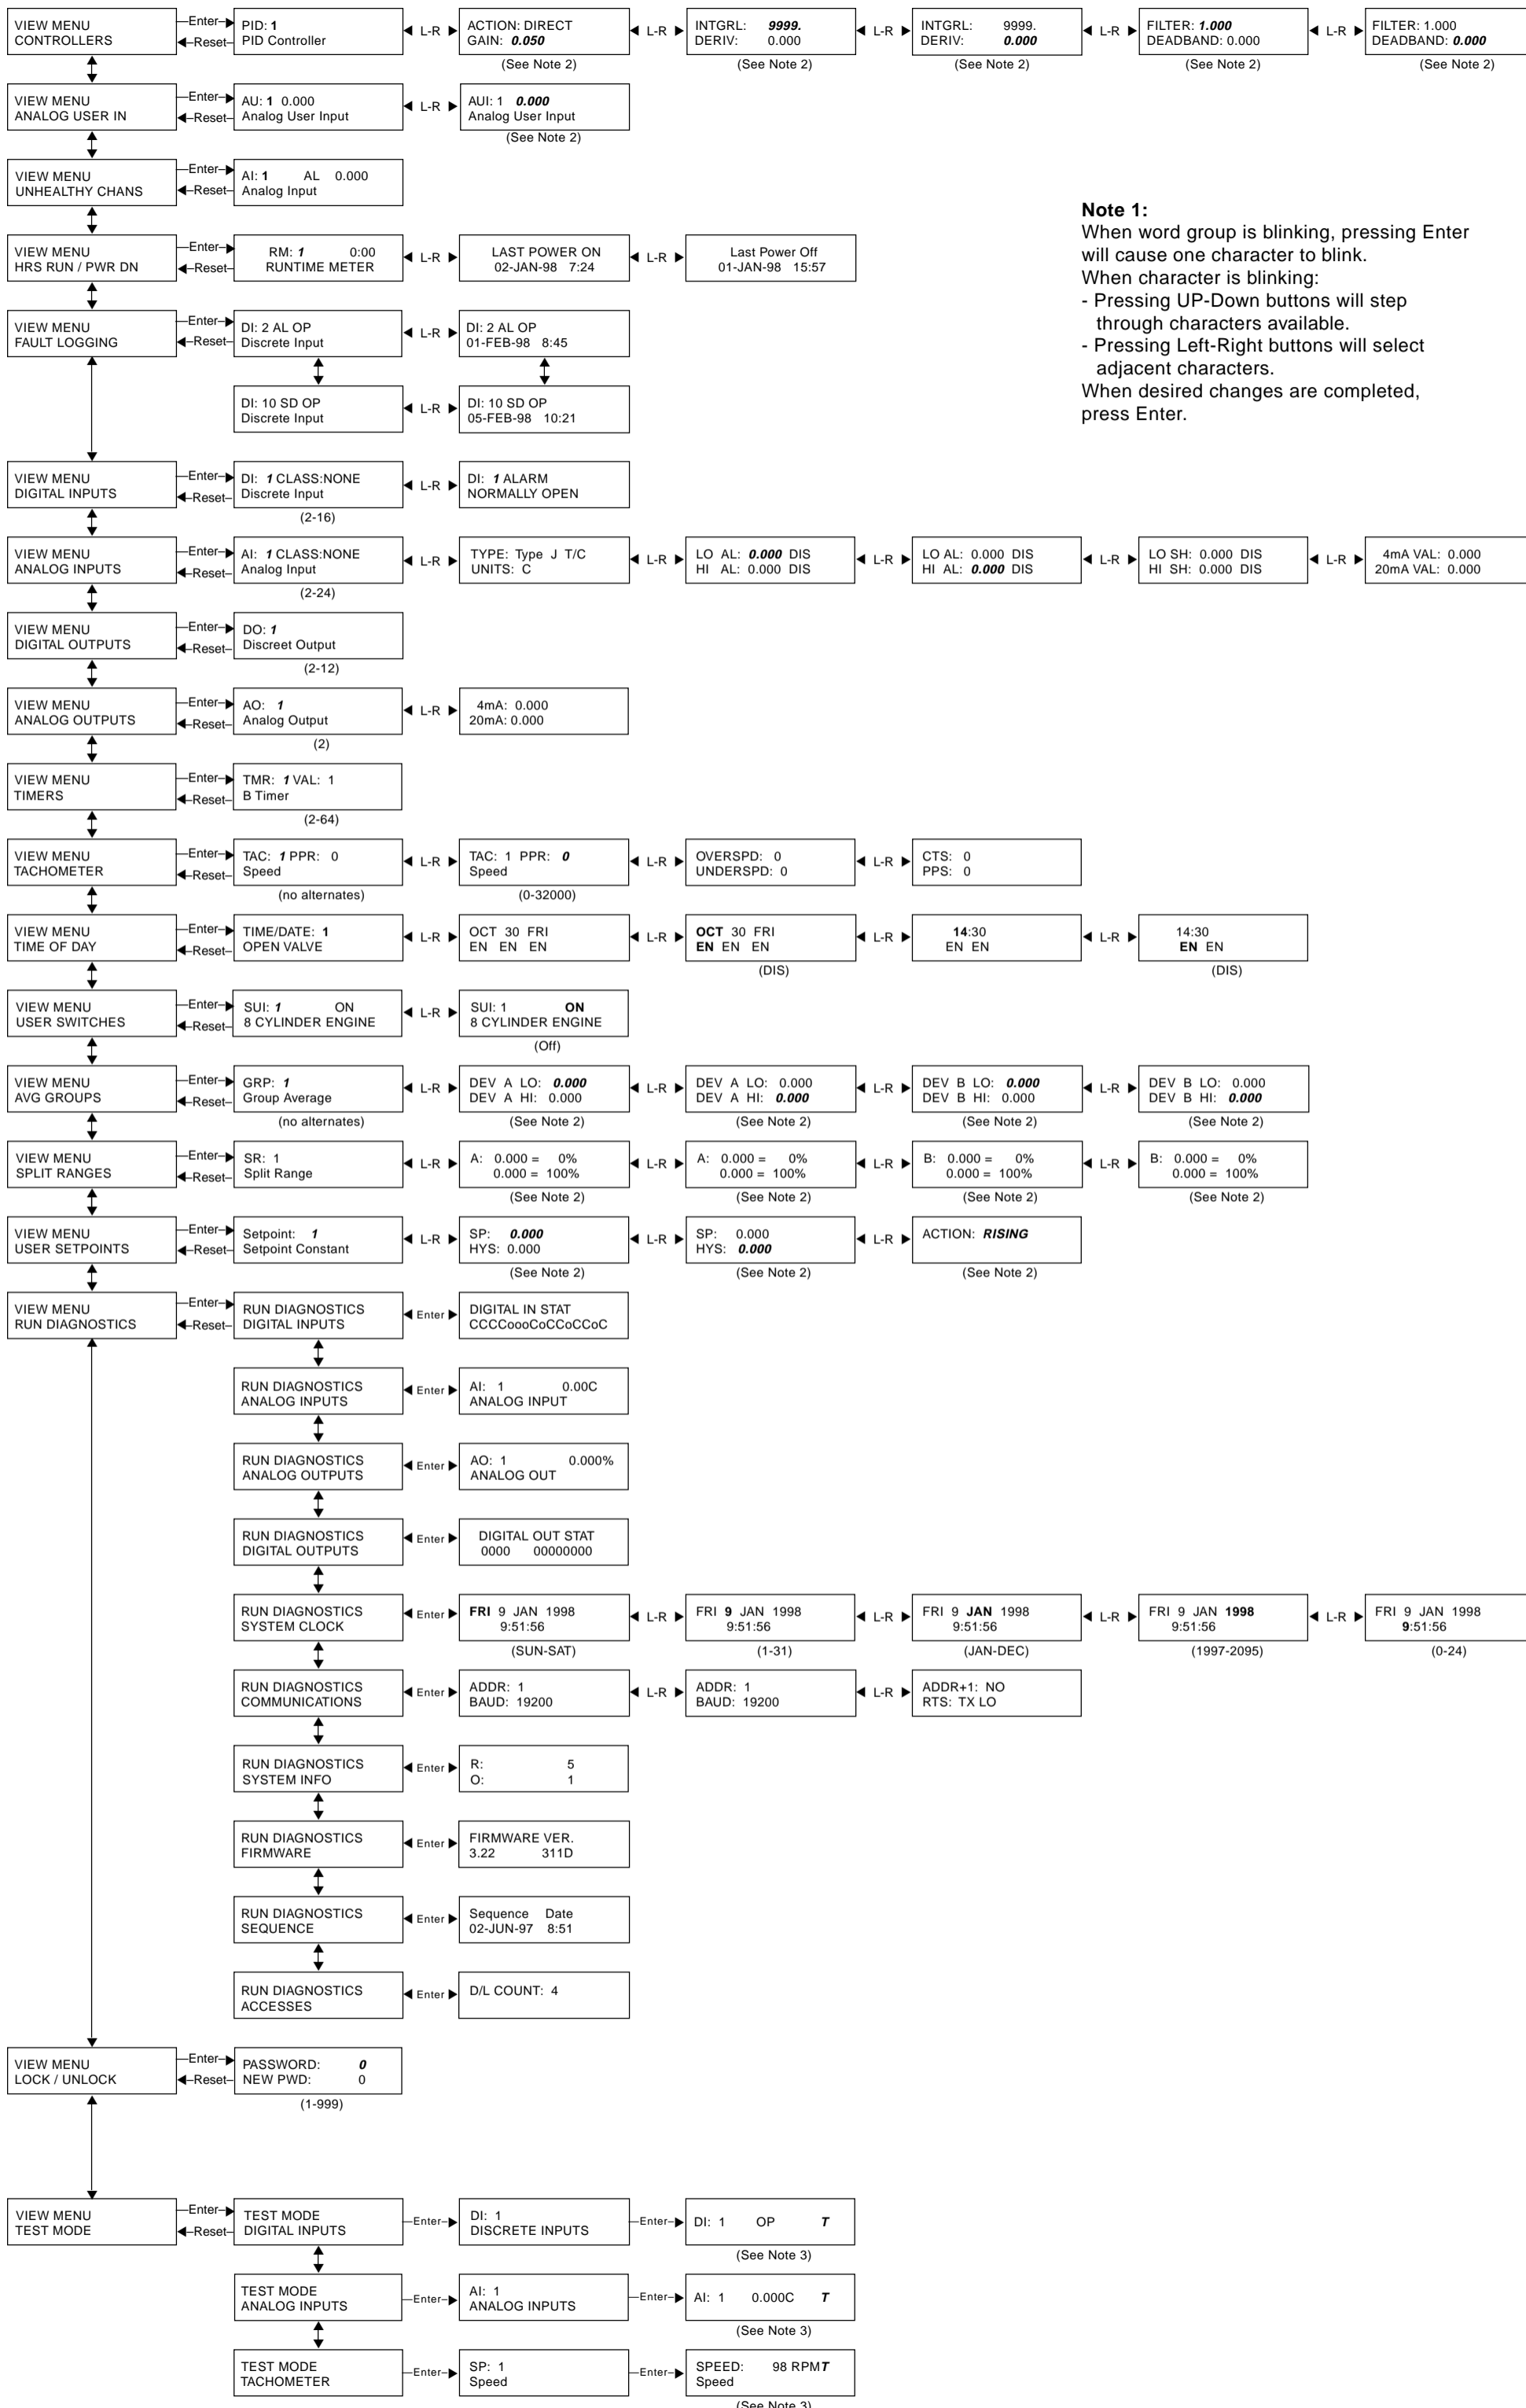 VIEW MENU
CONTROLLERS
Enter
Reset
PID: 1
PID Controller
L-R
ACTION: DIRECT
GAIN: 0.050
(See Note 2)
L-R
INTGRL: 9999.
DERIV: 0.000
(See Note 2)
L-R
INTGRL: 9999.
DERIV: 0.000
(See Note 2)
L-R
FILTER: 1.000
DEADBAND: 0.000
(See Note 2)
L-R
FILTER: 1.000
DEADBAND: 0.000
(See Note 2)
VIEW MENU
ANALOG USER IN
Enter
Reset
AU: 1 0.000
Analog User Input
L-R
AUI: 1 0.000
Analog User Input
(See Note 2)
VIEW MENU
UNHEALTHY CHANS
Enter
Reset
AI: 1 AL 0.000
Analog Input
Note 1:
When word group is blinking, pressing Enter
will cause one character to blink.
When character is blinking:
- Pressing UP-Down buttons will step
through characters available.
- Pressing Left-Right buttons will select
adjacent characters.
When desired changes are completed,
press Enter.
VIEW MENU
HRS RUN / PWR DN
Enter
Reset
RM: 1 0:00
RUNTIME METER
L-R
LAST POWER ON
02-JAN-98 7:24
L-R
Last Power Off
01-JAN-98 15:57
VIEW MENU
FAULT LOGGING
Enter
Reset
DI: 2 AL OP
Discrete Input
L-R
DI: 2 AL OP
01-FEB-98 8:45
DI: 10 SD OP
Discrete Input
L-R
DI: 10 SD OP
05-FEB-98 10:21
VIEW MENU
DIGITAL INPUTS
Enter
Reset
DI: 1 CLASS:NONE
Discrete Input
(2-16)
L-R
DI: 1 ALARM
NORMALLY OPEN
VIEW MENU
ANALOG INPUTS
Enter
Reset
AI: 1 CLASS:NONE
Analog Input
(2-24)
L-R
TYPE: Type J T/C
UNITS: C
L-R
LO AL: 0.000 DIS
HI AL: 0.000 DIS
L-R
LO AL: 0.000 DIS
HI AL: 0.000 DIS
L-R
LO SH: 0.000 DIS
HI SH: 0.000 DIS
L-R
4mA VAL: 0.000
20mA VAL: 0.000
VIEW MENU
DIGITAL OUTPUTS
Enter
Reset
DO: 1
Discreet Output
(2-12)
VIEW MENU
ANALOG OUTPUTS
Enter
Reset
AO: 1
Analog Output
(2)
L-R
4mA: 0.000
20mA: 0.000
VIEW MENU
TIMERS
Enter
Reset
TMR: 1 VAL: 1
B Timer
(2-64)
VIEW MENU
TACHOMETER
Enter
Reset
TAC: 1 PPR: 0
Speed
(no alternates)
L-R
TAC: 1 PPR: 0
Speed
(0-32000)
L-R
OVERSPD: 0
UNDERSPD: 0
L-R
CTS: 0
PPS: 0
VIEW MENU
TIME OF DAY
Enter
Reset
TIME/DATE: 1
OPEN VALVE
L-R
OCT 30 FRI
EN EN EN
L-R
OCT 30 FRI
EN EN EN
(DIS)
L-R
14:30
EN EN
L-R
14:30
EN EN
(DIS)
VIEW MENU
USER SWITCHES
Enter
Reset
SUI: 1 ON
8 CYLINDER ENGINE
L-R
SUI: 1 ON
8 CYLINDER ENGINE
(Off)
VIEW MENU
AVG GROUPS
Enter
Reset
GRP: 1
Group Average
(no alternates)
L-R
DEV A LO: 0.000
DEV A HI: 0.000
(See Note 2)
L-R
DEV A LO: 0.000
DEV A HI: 0.000
(See Note 2)
L-R
DEV B LO: 0.000
DEV B HI: 0.000
(See Note 2)
L-R
DEV B LO: 0.000
DEV B HI: 0.000
(See Note 2)
VIEW MENU
SPLIT RANGES
Enter
Reset
SR: 1
Split Range
L-R
A: 0.000 = 0%
0.000 = 100%
(See Note 2)
L-R
A: 0.000 = 0%
0.000 = 100%
(See Note 2)
L-R
B: 0.000 = 0%
0.000 = 100%
(See Note 2)
L-R
B: 0.000 = 0%
0.000 = 100%
(See Note 2)
VIEW MENU
USER SETPOINTS
Enter
Reset
Setpoint: 1
Setpoint Constant
L-R
SP: 0.000
HYS: 0.000
(See Note 2)
L-R
SP: 0.000
HYS: 0.000
(See Note 2)
L-R
ACTION: RISING
(See Note 2)
VIEW MENU
RUN DIAGNOSTICS
Enter
Reset
RUN DIAGNOSTICS
DIGITAL INPUTS
Enter
DIGITAL IN STAT
CCCCoooCoCCoCCoC
RUN DIAGNOSTICS
ANALOG INPUTS
Enter
AI: 1 0.00C
ANALOG INPUT
RUN DIAGNOSTICS
ANALOG OUTPUTS
Enter
AO: 1 0.000%
ANALOG OUT
RUN DIAGNOSTICS
DIGITAL OUTPUTS
Enter
DIGITAL OUT STAT
0000 00000000
RUN DIAGNOSTICS
SYSTEM CLOCK
Enter
FRI 9 JAN 1998
9:51:56
(SUN-SAT)
L-R
FRI 9 JAN 1998
9:51:56
(1-31)
L-R
FRI 9 JAN 1998
9:51:56
(JAN-DEC)
L-R
FRI 9 JAN 1998
9:51:56
(1997-2095)
L-R
FRI 9 JAN 1998
9:51:56
(0-24)
RUN DIAGNOSTICS
COMMUNICATIONS
Enter
ADDR: 1
BAUD: 19200
L-R
ADDR: 1
BAUD: 19200
L-R
ADDR+1: NO
RTS: TX LO
RUN DIAGNOSTICS
SYSTEM INFO
Enter
R: 5
O: 1
RUN DIAGNOSTICS
FIRMWARE
Enter
FIRMWARE VER.
3.22 311D
RUN DIAGNOSTICS
SEQUENCE
Enter
Sequence Date
02-JUN-97 8:51
RUN DIAGNOSTICS
ACCESSES
Enter
D/L COUNT: 4
VIEW MENU
LOCK / UNLOCK
Enter
Reset
PASSWORD: 0
NEW PWD: 0
(1-999)
VIEW MENU
TEST MODE
Enter
Reset
TEST MODE
DIGITAL INPUTS
Enter
DI: 1
DISCRETE INPUTS
Enter
DI: 1 OP T
(See Note 3)
TEST MODE
ANALOG INPUTS
Enter
AI: 1
ANALOG INPUTS
Enter
AI: 1 0.000C T
(See Note 3)
TEST MODE
TACHOMETER
Enter
SP: 1
Speed
Enter
SPEED: 98 RPMT
Speed
(See Note 3)